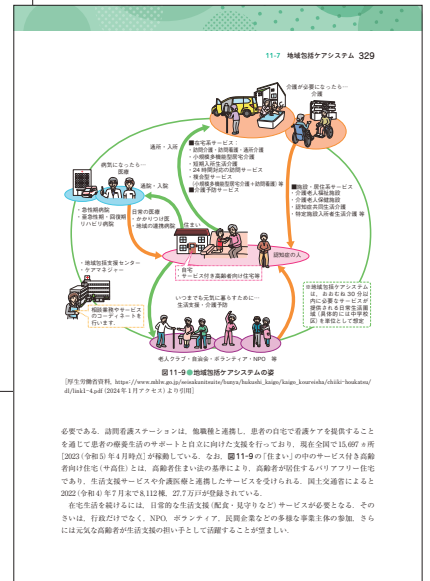 11-7 地域包括ケアシステム 329
介護が必要になったら…
介護
通所・入所
■在宅系サービス：
・訪問介護・訪問看護・通所介護
・小規模多機能型居宅介護
・短期入所生活介護
・24時間対応の訪問サービス
・複合型サービス
（小規模多機能型居宅介護＋訪問看護）等
■介護予防サービス
病気になったら…
医療
通院・入院
■施設・居住系サービス
・介護老人福祉施設
・介護老人保健施設
・認知症共同生活介護
・特定施設入所者生活介護 等
・急性期病院
・亜急性期・回復期
リハビリ病院
日常の医療
・かかりつけ医
・地域の連携病院
住まい
認知症の人
・自宅
・サービス付き高齢者向け住宅等
・地域包括支援センター
・ケアマネジャー
相談業務やサービス
のコーディネートを
行います．
いつまでも元気に暮らすために…
生活支援・介護予防
※地域包括ケアシステム
は，おおむね30分以
内に必要なサービスが
提供される日常生活圏
域（具体的には中学校
区）を単位として想定
老人クラブ・自治会・ボランティア・NPO 等
図11-9●地域包括ケアシステムの姿
［厚生労働省資料，https://www.mhlw.go.jp/seisakunitsuite/bunya/hukushi_kaigo/kaigo_koureisha/chiiki-houkatsu/
dl/link1-4.pdf（2024年1月アクセス）より引用］
必要である．訪問看護ステーションは，他職種と連携し，患者の自宅で看護ケアを提供すること
を通じて患者の療養生活のサポートと自立に向けた支援を行っており，現在全国で15,697ヵ所
［2023（令和5）年4月時点］が稼動している．なお，図11-9の「住まい」の中のサービス付き高齢
者向け住宅（サ高住）とは，高齢者住まい法の基準により，高齢者が居住するバリアフリー住宅
であり，生活支援サービスや介護医療と連携したサービスを受けられる．国土交通省によると
2022（令和4）年7月末で8,112棟，27.7万戸が登録されている．
在宅生活を続けるには，日常的な生活支援（配食・見守りなど）サービスが必要となる．その
さいは，行政だけでなく，NPO，ボランティア，民間企業などの多様な事業主体の参加，さら
には元気な高齢者が生活支援の担い手として活躍することが望ましい．